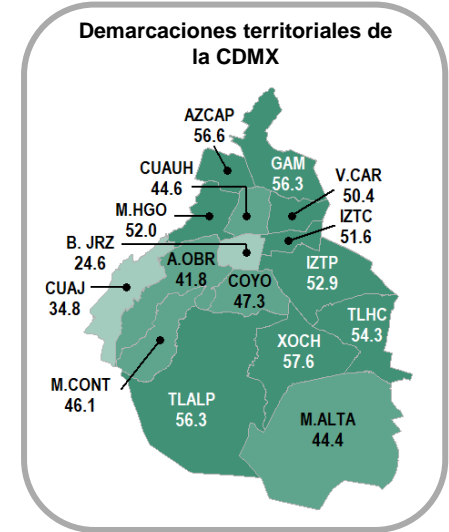 Demarcaciones territoriales de
la CDMX
AZCAP
56.6
CUAUH
44.6
GAM
56.3
V.CAR
50.4
M.HGO
52.0
IZTC
51.6
B. JRZ
24.6
A.OBR
41.8
IZTP
52.9
CUAJ
34.8
COYO
47.3
TLHC
54.3
XOCH
57.6
M.CONT
46.1
TLALP
56.3
M.ALTA
44.4